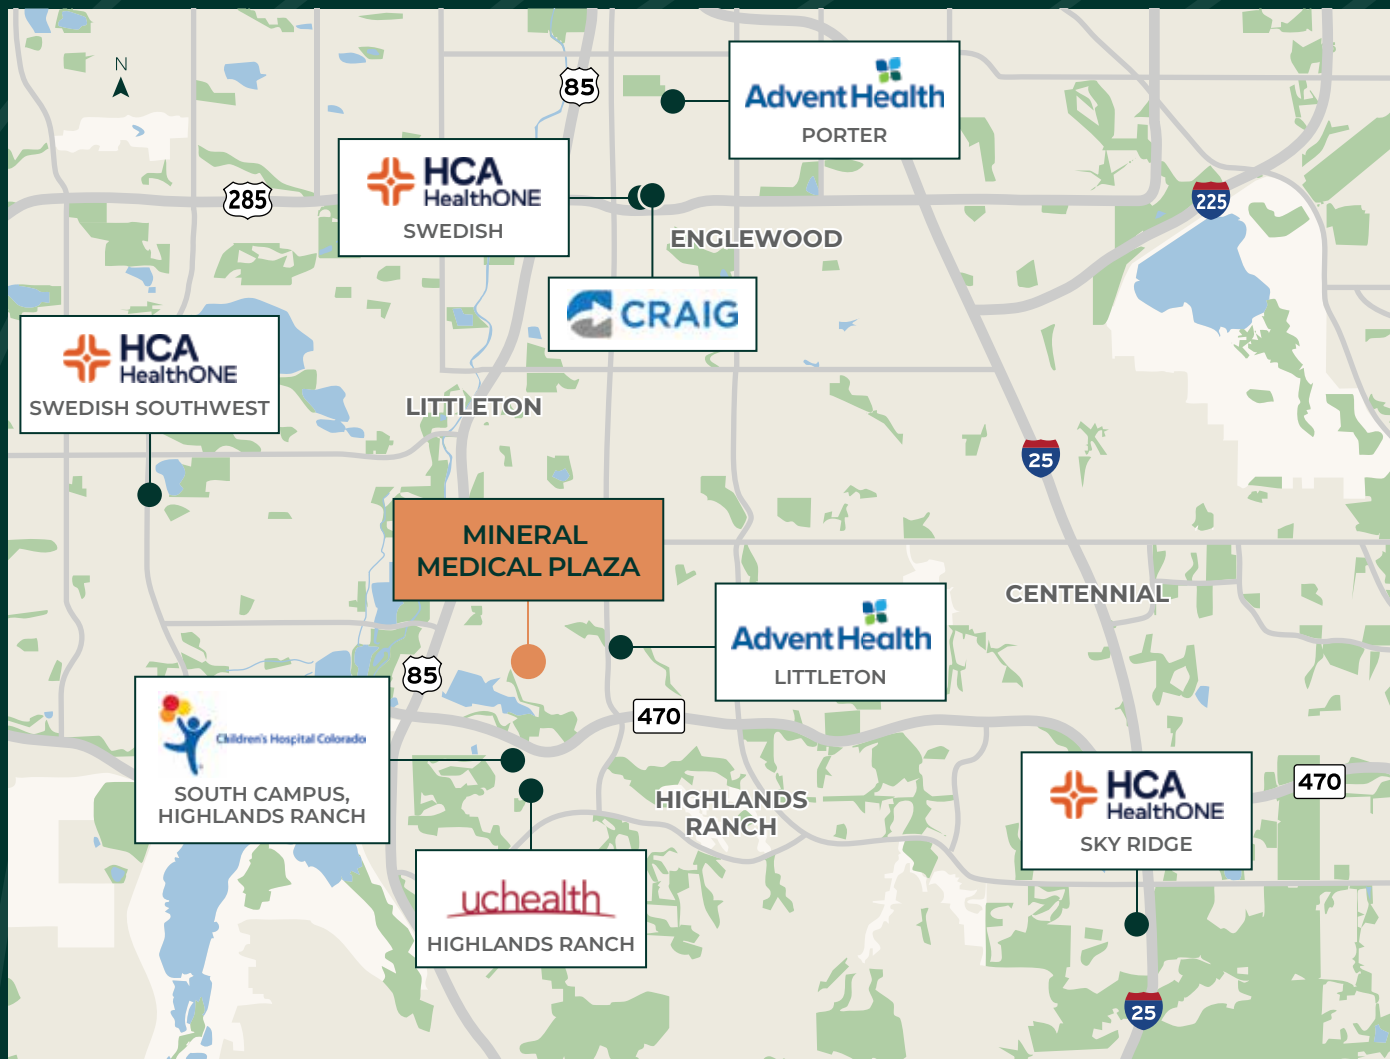 N
85
AdventHealth
PORTER
HCA
HealthONE
SWEDISH
285
225
ENGLEWOOD
CRAIG
HCA
HealthONE
SWEDISH SOUTHWEST
LITTLETON
25
MINERAL
MEDICAL PLAZA
CENTENNIAL
AdventHealth
LITTLETON
85
470
Children's Hospital Colorado
SOUTH CAMPUS,
HIGHLANDS RANCH
HIGHLANDS
RANCH
HCA
HealthONE
SKY RIDGE
470
uchealth
HIGHLANDS RANCH
25